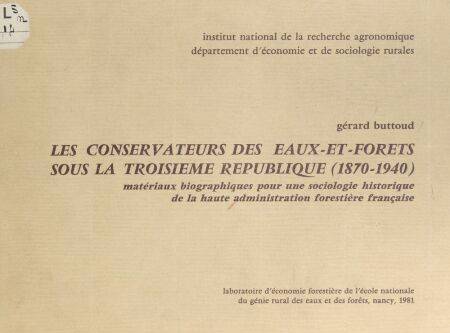 L 5
institut national de la recherche agronomique
département d'économie et de sociologie rurales
gérard buttoud
LES CONSERVATEURS DES EAUX-ET-FORETS
SOUS LA TROISIEME REPUBLIQUE (1870-1940)
matériaux biographiques pour une sociologie historique
de la haute administration forestière française
laboratoire d'économie forestière de l'école nationale
du génie rural des eaux et des forêts, nancy, 1981